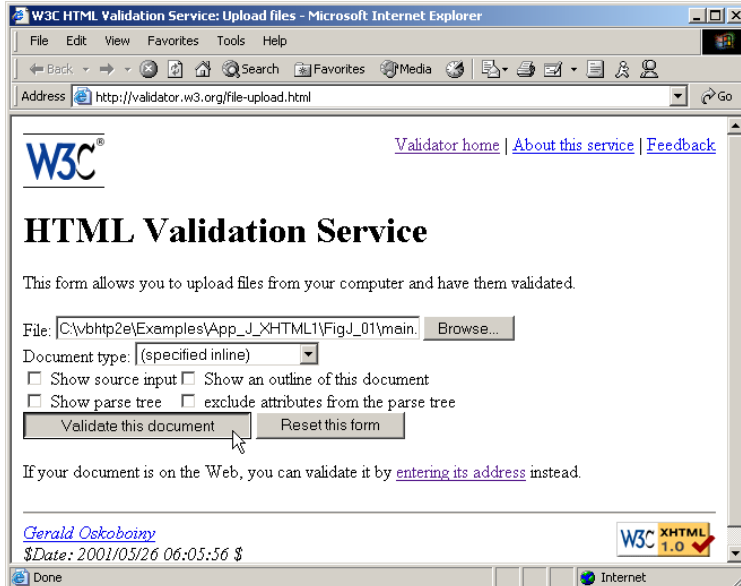 W3C HTML Validation Service: Upload files - Microsoft Internet Explorer
File Edit View Favorites Tools Help
Back Search Favorites Media
Address http://validator.w3.org/file-upload.html Go
W3C® Validator home | About this service | Feedback
HTML Validation Service
This form allows you to upload files from your computer and have them validated.
File: C:\vbhtp2e\Examples\App_J_XHTML1\FigJ_01\main. Browse...
Document type: (specified inline)
Show source input Show an outline of this document
Show parse tree exclude attributes from the parse tree
Validate this document Reset this form
If your document is on the Web, you can validate it by entering its address instead.
Gerald Oskoboiny
$Date: 2001/05/26 06:05:56 $
W3C XHTML 1.0
Done Internet